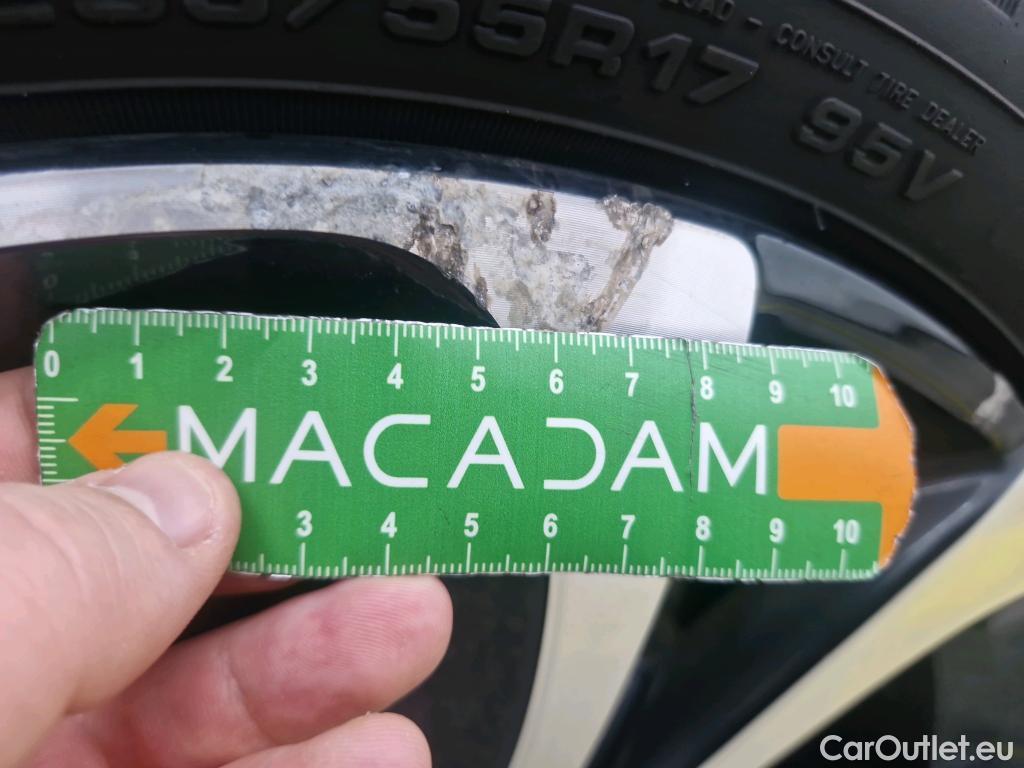 55R17 95V
CONSULT TIRE DEALER
0 1 2 3 4 5 6 7 8 9 10
MACADAM
3 4 5 6 7 8 9 10
CarOutlet.eu